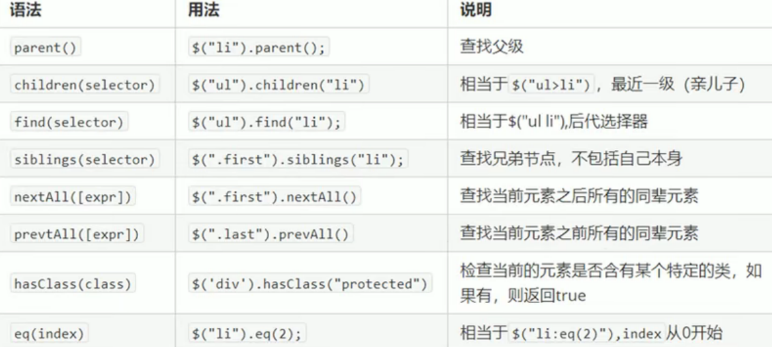 语法 用法 说明
parent() $("li").parent(); 查找父级
children(selector) $("ul").children("li") 相当于$("ul>li")，最近一级（亲儿子）
find(selector) $("ul").find("li"); 相当于$("ul li"),后代选择器
siblings(selector) $(".first").siblings("li"); 查找兄弟节点，不包括自己本身
nextAll([expr]) $(".first").nextAll() 查找当前元素之后所有的同辈元素
prevtAll([expr]) $(".last").prevAll() 查找当前元素之前所有的同辈元素
hasClass(class) $('div').hasClass("protected") 检查当前的元素是否含有某个特定的类，如
果有，则返回true
eq(index) $("li").eq(2); 相当于$("li:eq(2)"),index从0开始